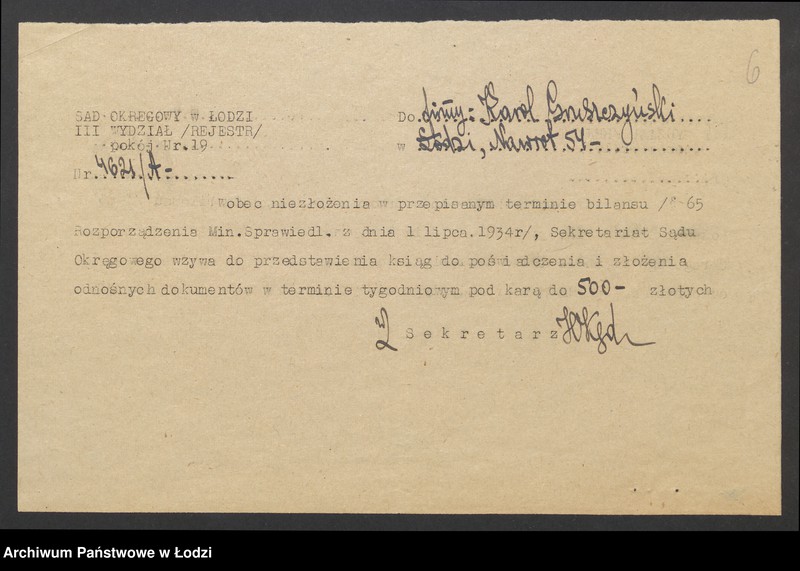 6
SAD OKRĘGOWY w ŁODZI
III WYDZIAŁ /REJESTR/
pokój Nr.19
Nr. 4621/A-
Do firmy: Karol
w Łodzi, Nawrot 54-
Wobec niezłożenia w przepisanym terminie bilansu /§ 65
Rozporządzenia Min.Sprawiedl. z dnia 1 lipca.1934r/, Sekretariat Sądu
Okręgowego wzywa do przedstawienia ksiąg do poświadczenia i złożenia
odnośnych dokumentów w terminie tygodniowym pod karą do 500- złotych
Sekretarz
Archiwum Państwowe w Łodzi